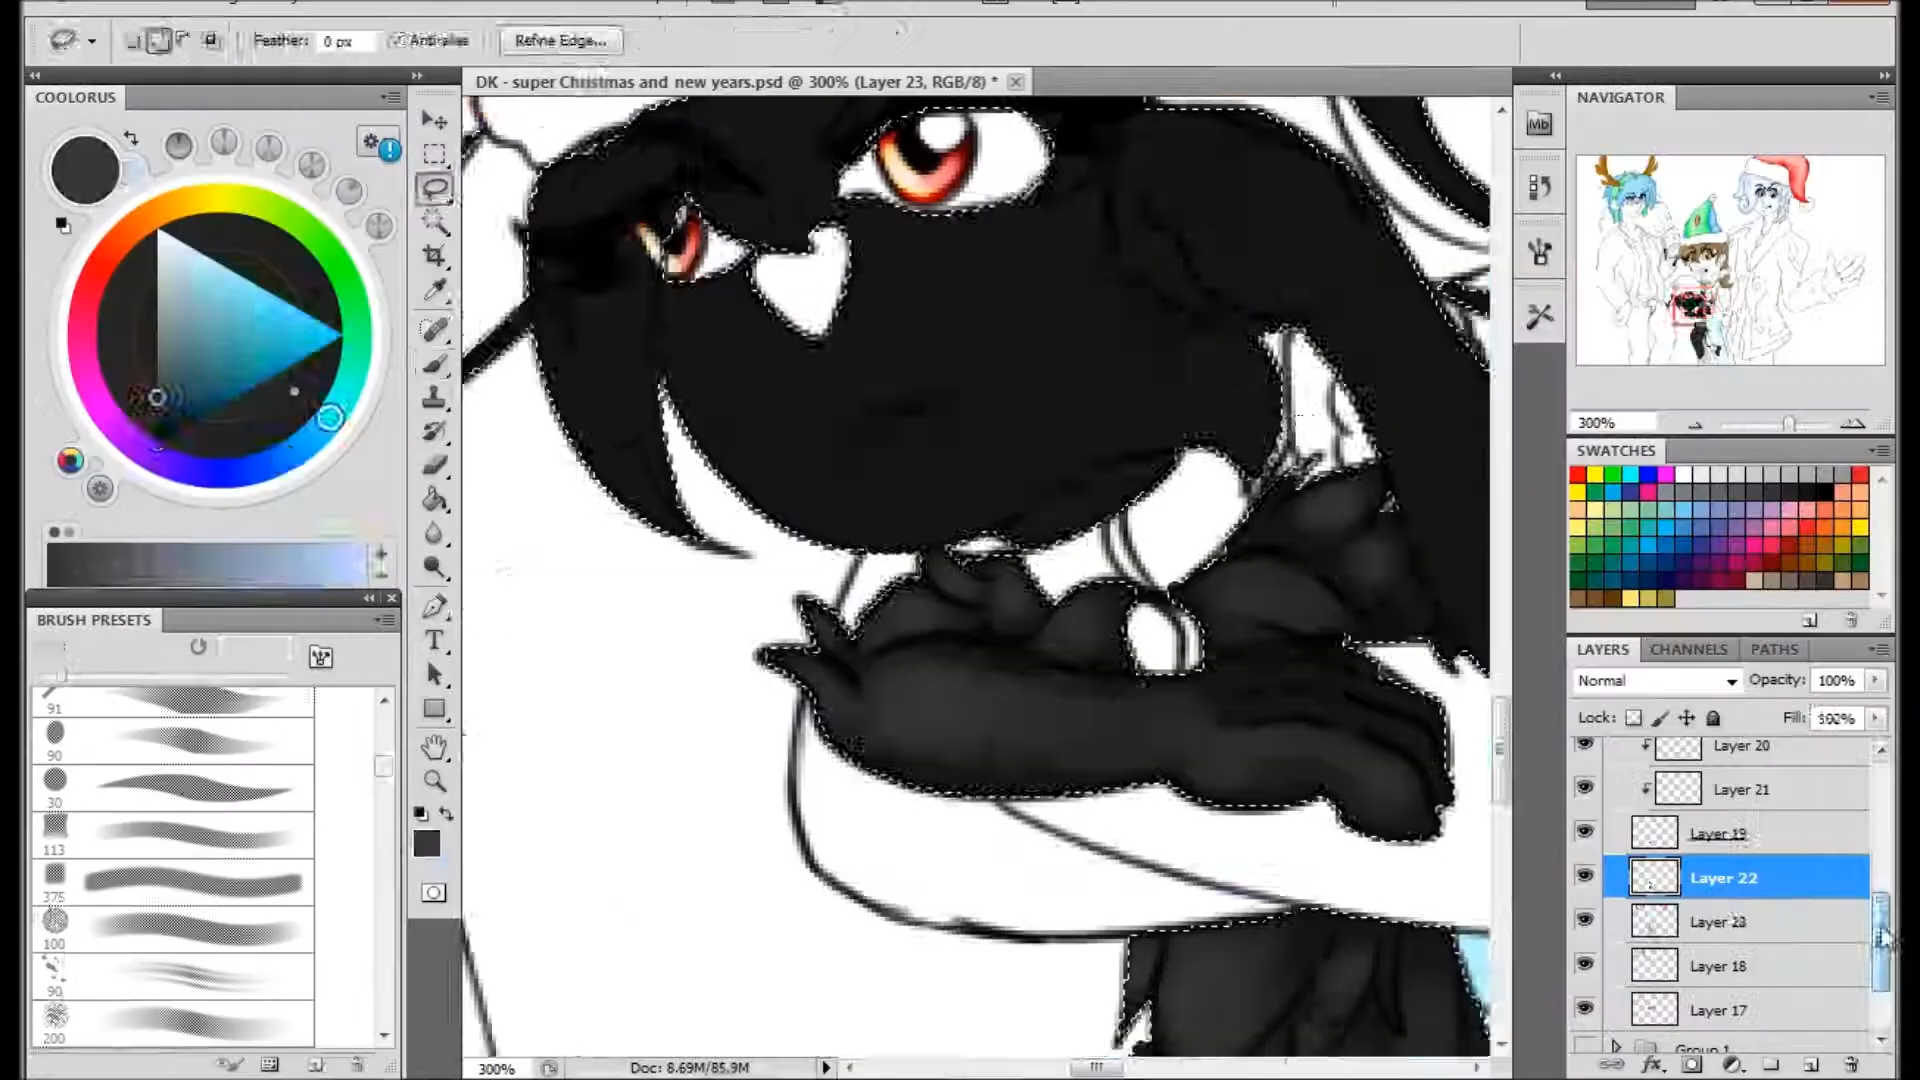 Feather: 0 px Anti-alias Refine Edge...
DK - super Christmas and new years.psd @ 300% (Layer 23, RGB/8) *
COOLORUS
NAVIGATOR
Mb
300%
SWATCHES
BRUSH PRESETS
91
90
30
113
375
100
90
200
LAYERS CHANNELS PATHS
Normal Opacity: 100%
Lock: Fill:
Layer 20
Layer 21
Layer 19
Layer 22
Layer 23
Layer 18
Layer 17
Group 1
300% Doc: 8.69M/85.9M